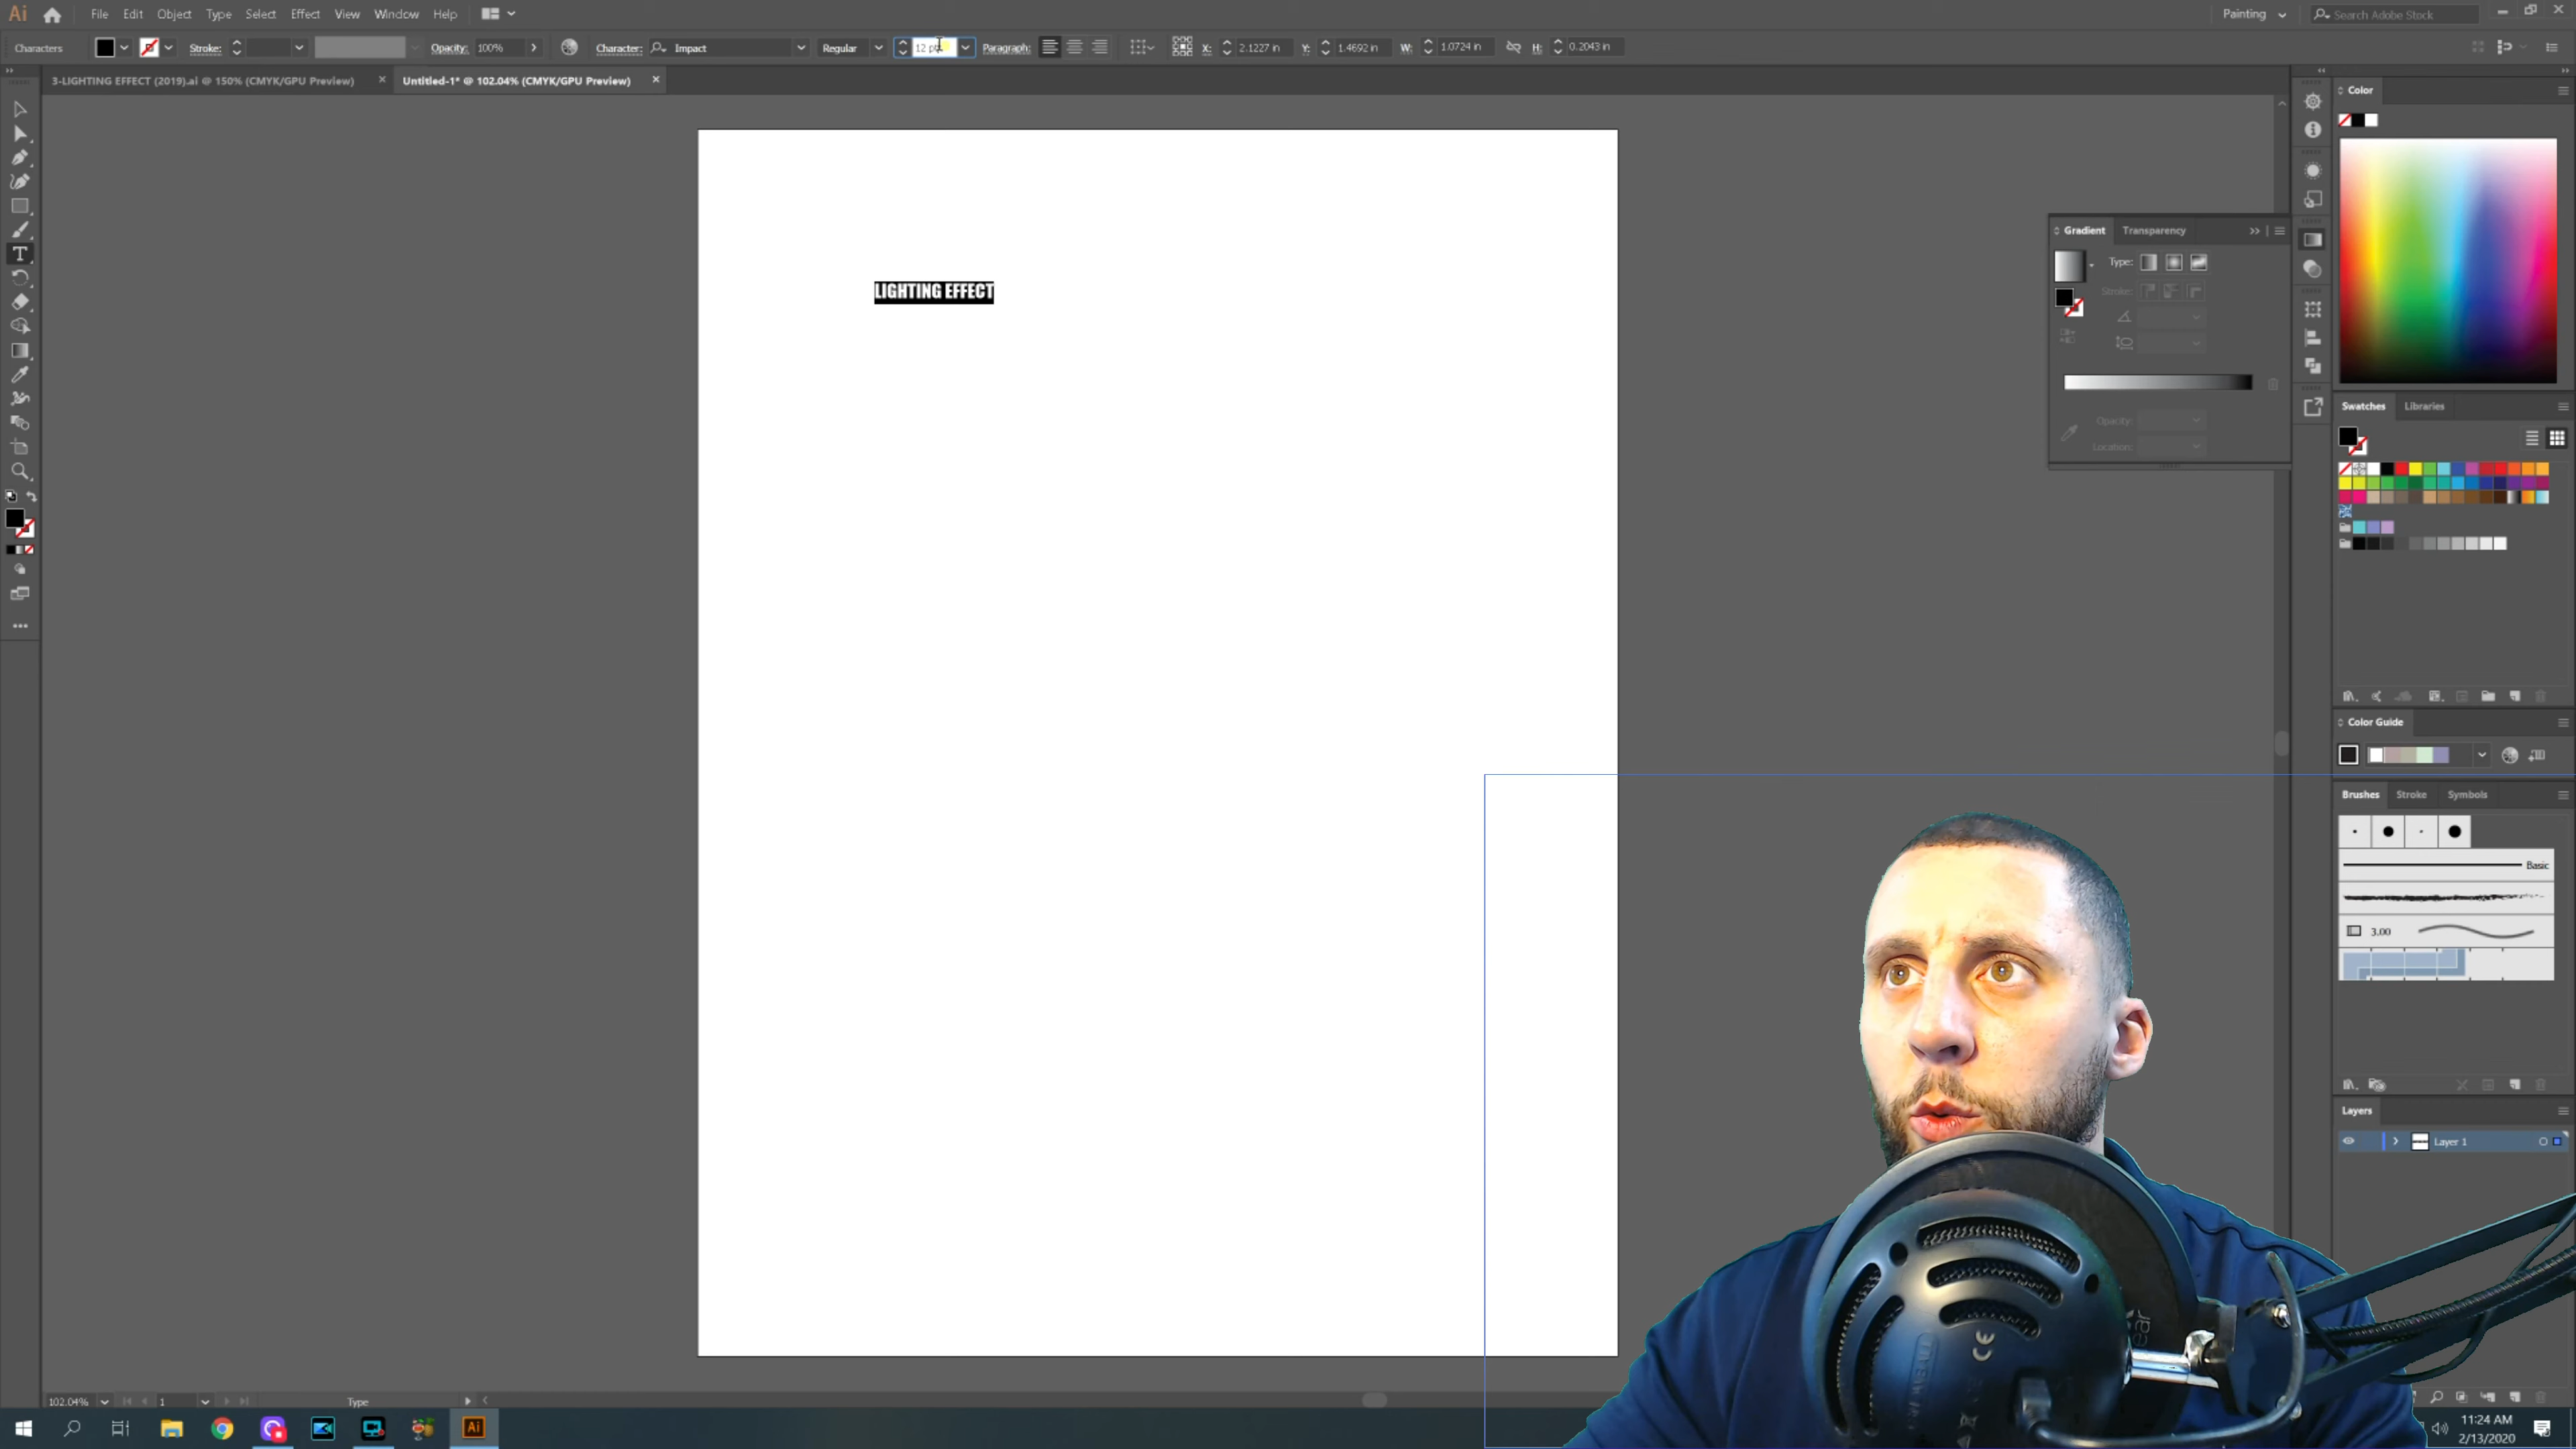 Ai File Edit Object Type Select Effect View Window Help Painting Search Adobe Stock
Characters Stroke: Opacity: 100% Character: Impact Regular 12 pt Paragraph: X: 2.1227 in Y: 1.4692 in W: 1.0724 in H: 0.2043 in
3-LIGHTING EFFECT (2019).ai @ 150% (CMYK/GPU Preview) Untitled-1* @ 102.04% (CMYK/GPU Preview)
Color
Gradient Transparency
Type:
Stroke:
LIGHTING EFFECT
Swatches Libraries
Opacity:
Location:
Color Guide
Brushes Stroke Symbols
Basic
3.00
Layers
Layer 1
CE
102.04% 1 Type
Ai
11:24 AM
2/13/2020